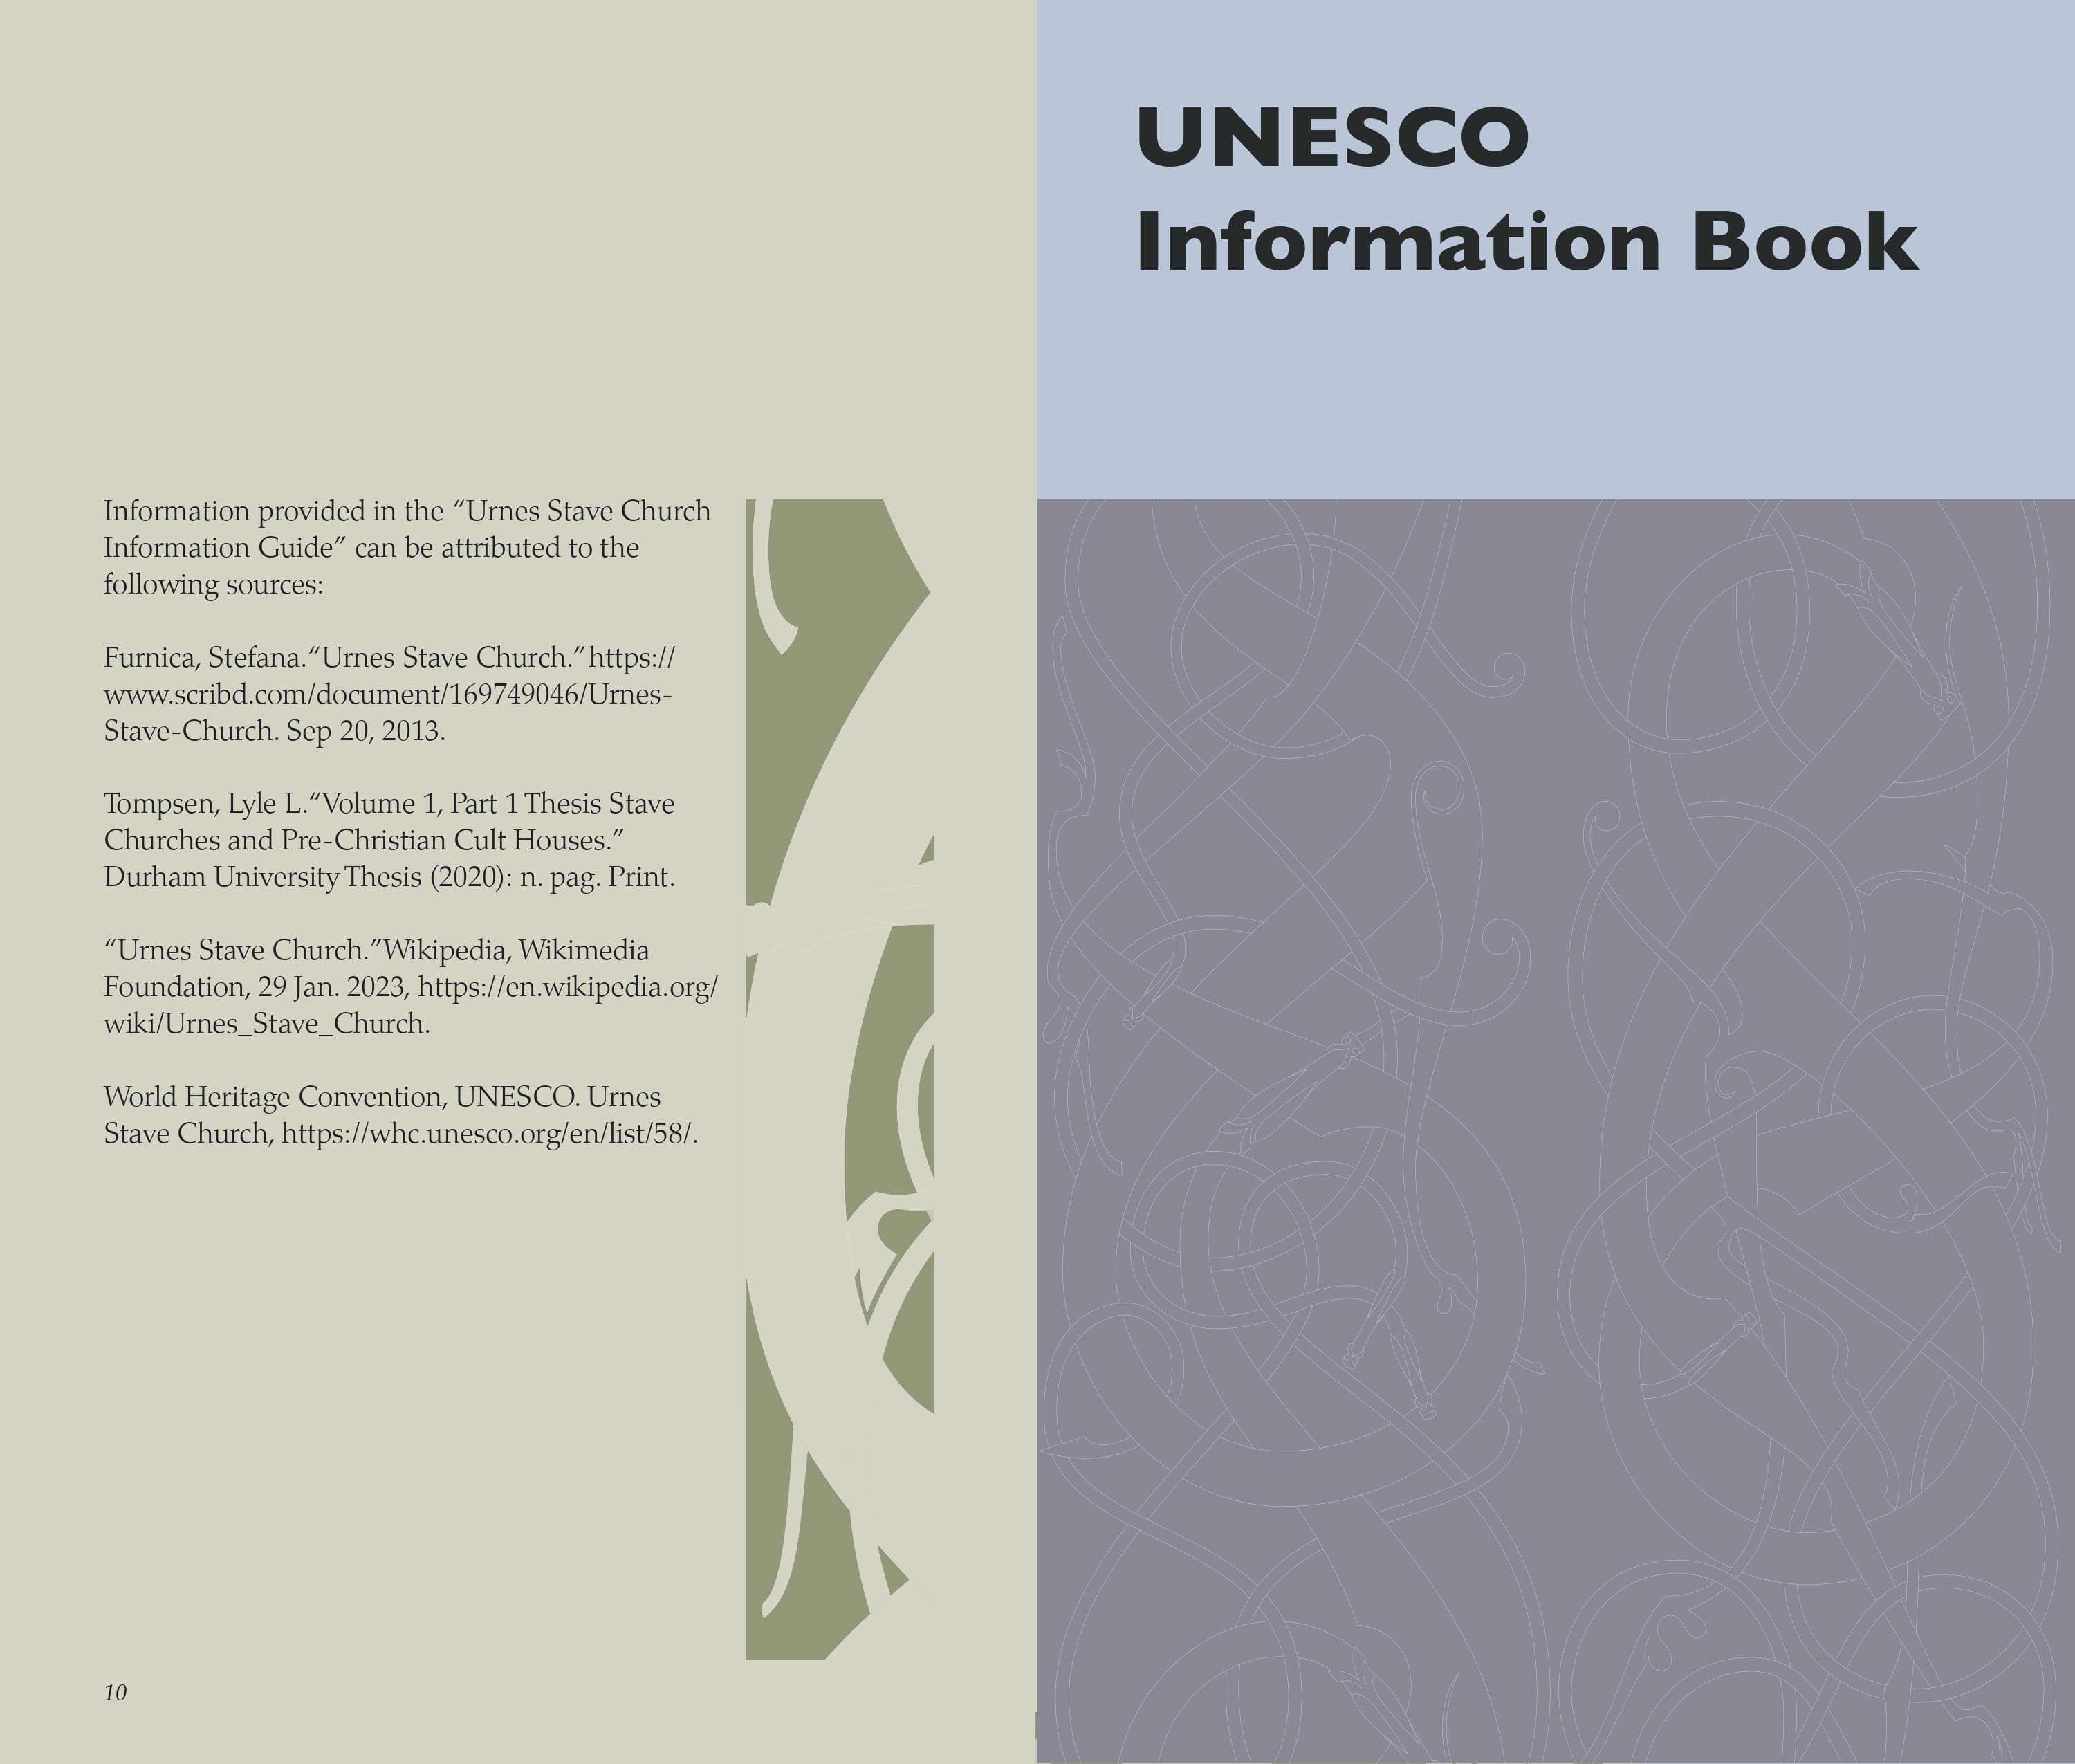 Information provided in the “Urnes Stave Church
Information Guide” can be attributed to the
following sources:
Furnica, Stefana.“Urnes Stave Church.”https://
www.scribd.com/document/169749046/Urnes-
Stave-Church. Sep 20, 2013.
Tompsen, Lyle L.“Volume 1, Part 1 Thesis Stave
Churches and Pre-Christian Cult Houses.”
Durham University Thesis (2020): n. pag. Print.
“Urnes Stave Church.”Wikipedia, Wikimedia
Foundation, 29 Jan. 2023, https://en.wikipedia.org/
wiki/Urnes_Stave_Church.
World Heritage Convention, UNESCO. Urnes
Stave Church, https://whc.unesco.org/en/list/58/.
10
UNESCO
Information Book